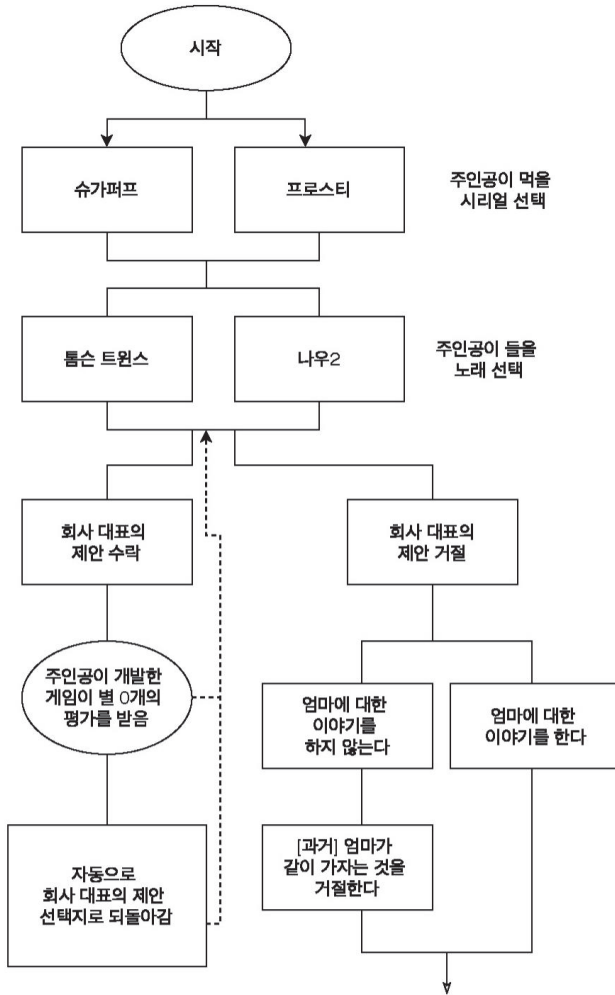 시작
슈가퍼프
프로스티
주인공이 먹을
시리얼 선택
톰슨 트윈스
나우2
주인공이 들을
노래 선택
회사 대표의
제안 수락
회사 대표의
제안 거절
주인공이 개발한
게임이 별 0개의
평가를 받음
엄마에 대한
이야기를
하지 않는다
엄마에 대한
이야기를 한다
자동으로
회사 대표의 제안
선택지로 되돌아감
[과거] 엄마가
같이 가자는 것을
거절한다